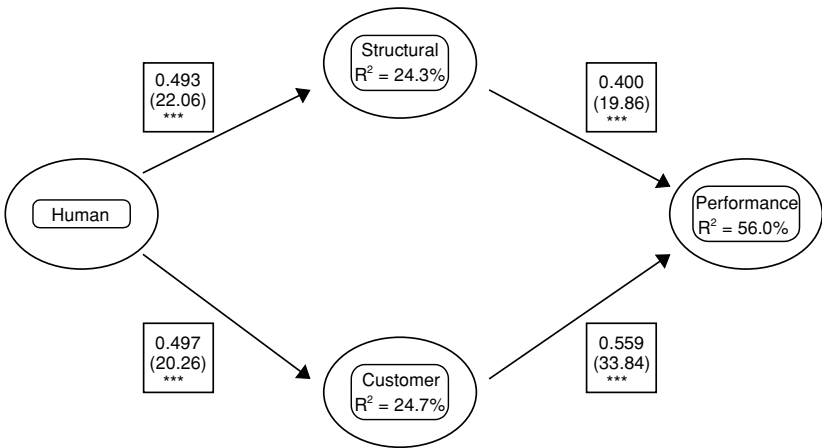 Structural
R² = 24.3%
0.493
(22.06)
***
0.400
(19.86)
***
Human
Performance
R² = 56.0%
0.497
(20.26)
***
0.559
(33.84)
***
Customer
R² = 24.7%